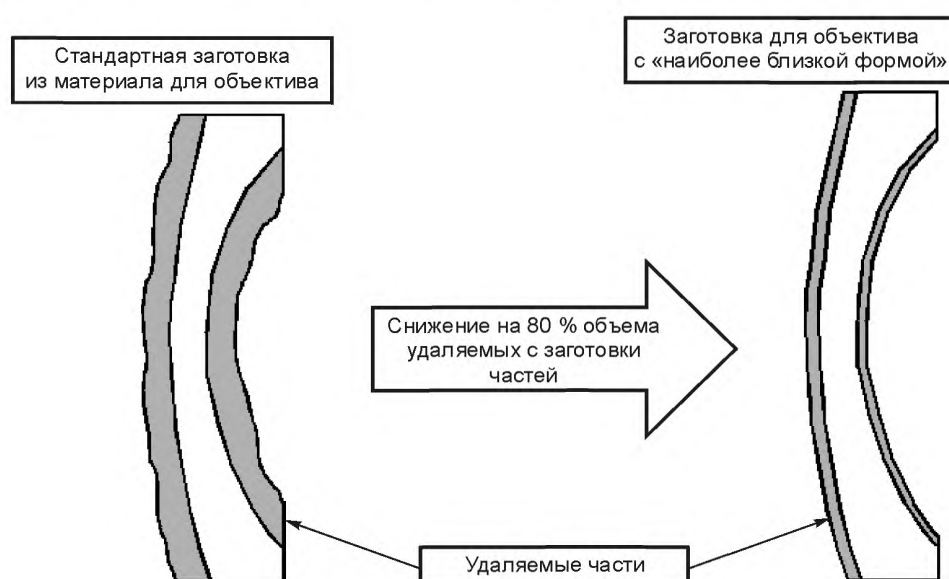 Стандартная заготовка
из материала для объектива
Заготовка для объектива
с «наиболее близкой формой»
Снижение на 80 % объема
удаляемых с заготовки
частей
Удаляемые части